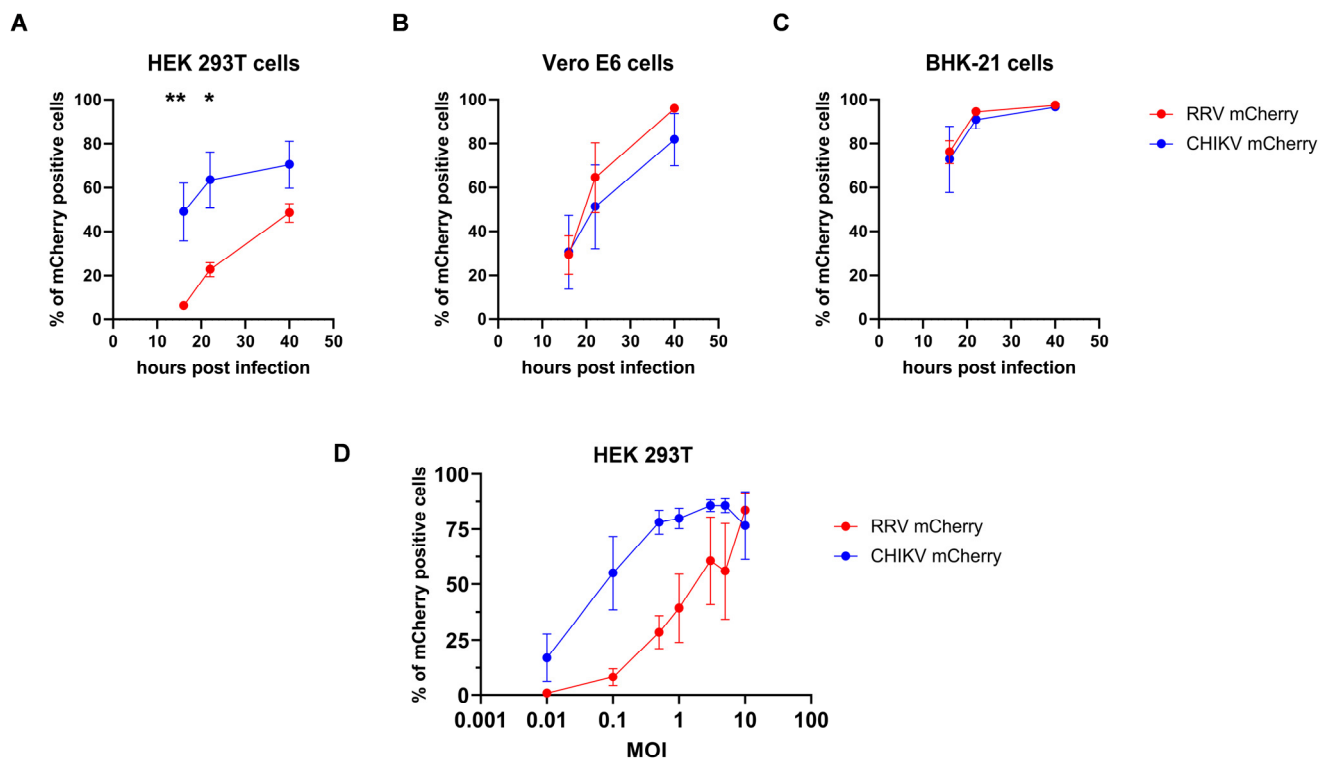 A
B
C
HEK 293T cells
Vero E6 cells
BHK-21 cells
** *
% of mCherry positive cells
100
80
60
40
20
0
0 10 20 30 40 50
hours post infection
% of mCherry positive cells
100
80
60
40
20
0
0 10 20 30 40 50
hours post infection
% of mCherry positive cells
100
80
60
40
20
0
0 10 20 30 40 50
hours post infection
RRV mCherry
CHIKV mCherry
D
HEK 293T
% of mCherry positive cells
100
75
50
25
0
0.001 0.01 0.1 1 10 100
MOI
RRV mCherry
CHIKV mCherry